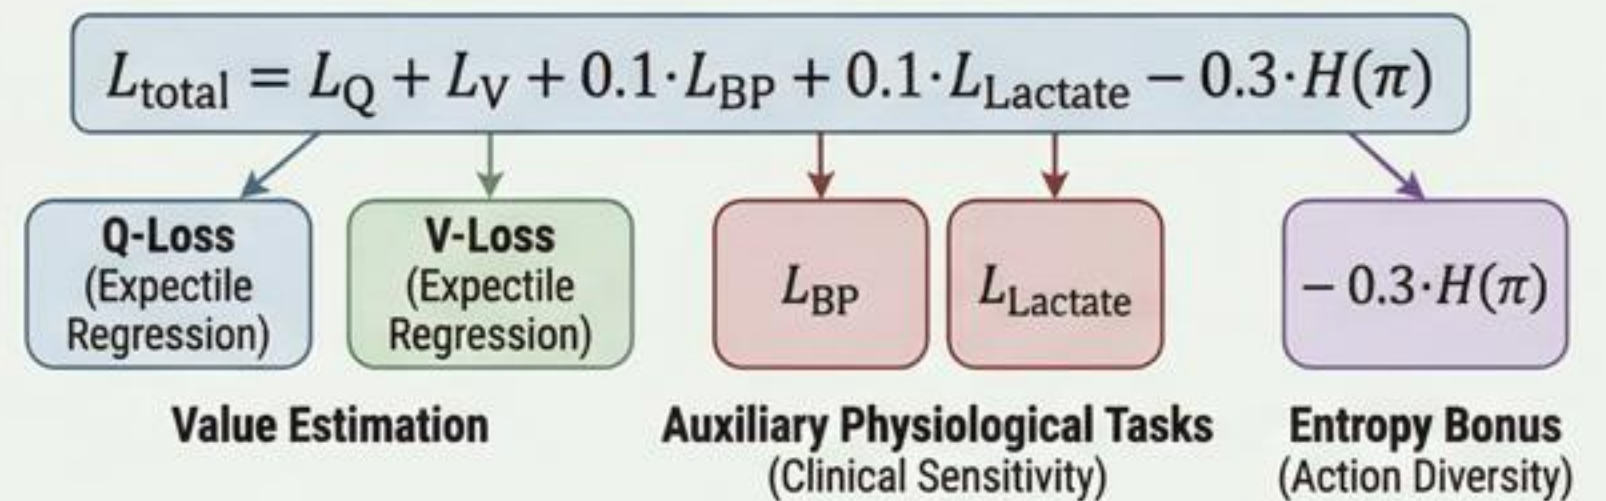 L_total = L_Q + L_V + 0.1·L_BP + 0.1·L_Lactate − 0.3·H(π)
Q-Loss
(Expectile
Regression)
V-Loss
(Expectile
Regression)
L_BP
L_Lactate
− 0.3·H(π)
Value Estimation
Auxiliary Physiological Tasks
(Clinical Sensitivity)
Entropy Bonus
(Action Diversity)